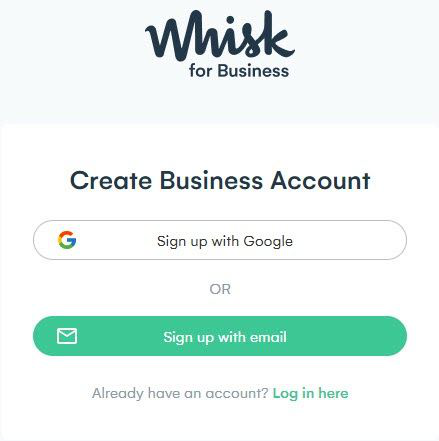 Whisk
for Business
Create Business Account
Sign up with Google
OR
Sign up with email
Already have an account? Log in here